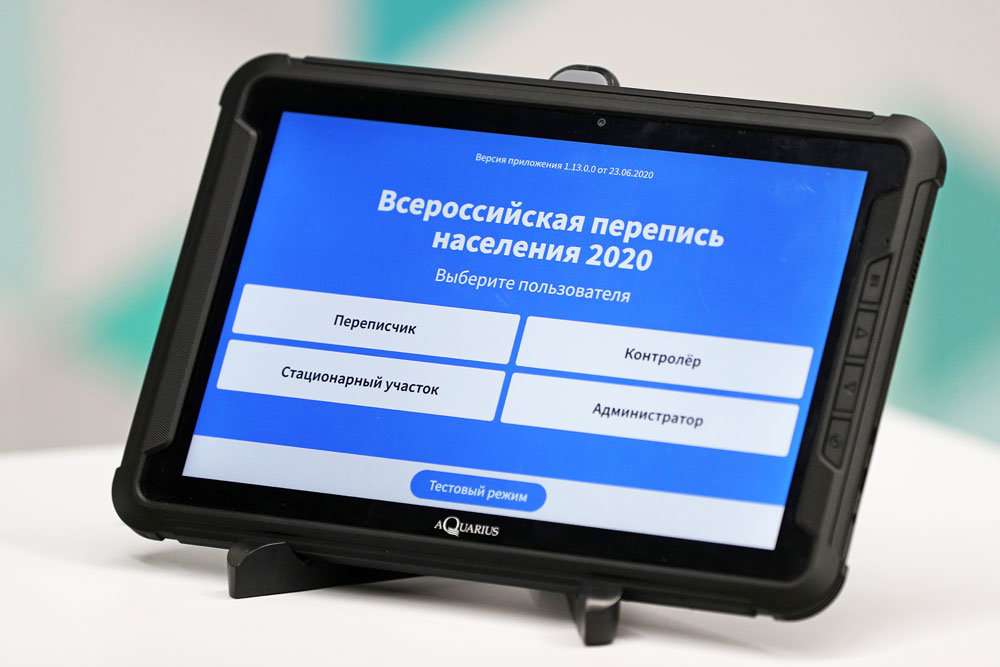 Версия приложения 1.13.0.0 от 23.06.2020
Всероссийская перепись
населения 2020
Выберите пользователя
Переписчик
Контролёр
Стационарный участок
Администратор
Тестовый режим
AQUARIUS